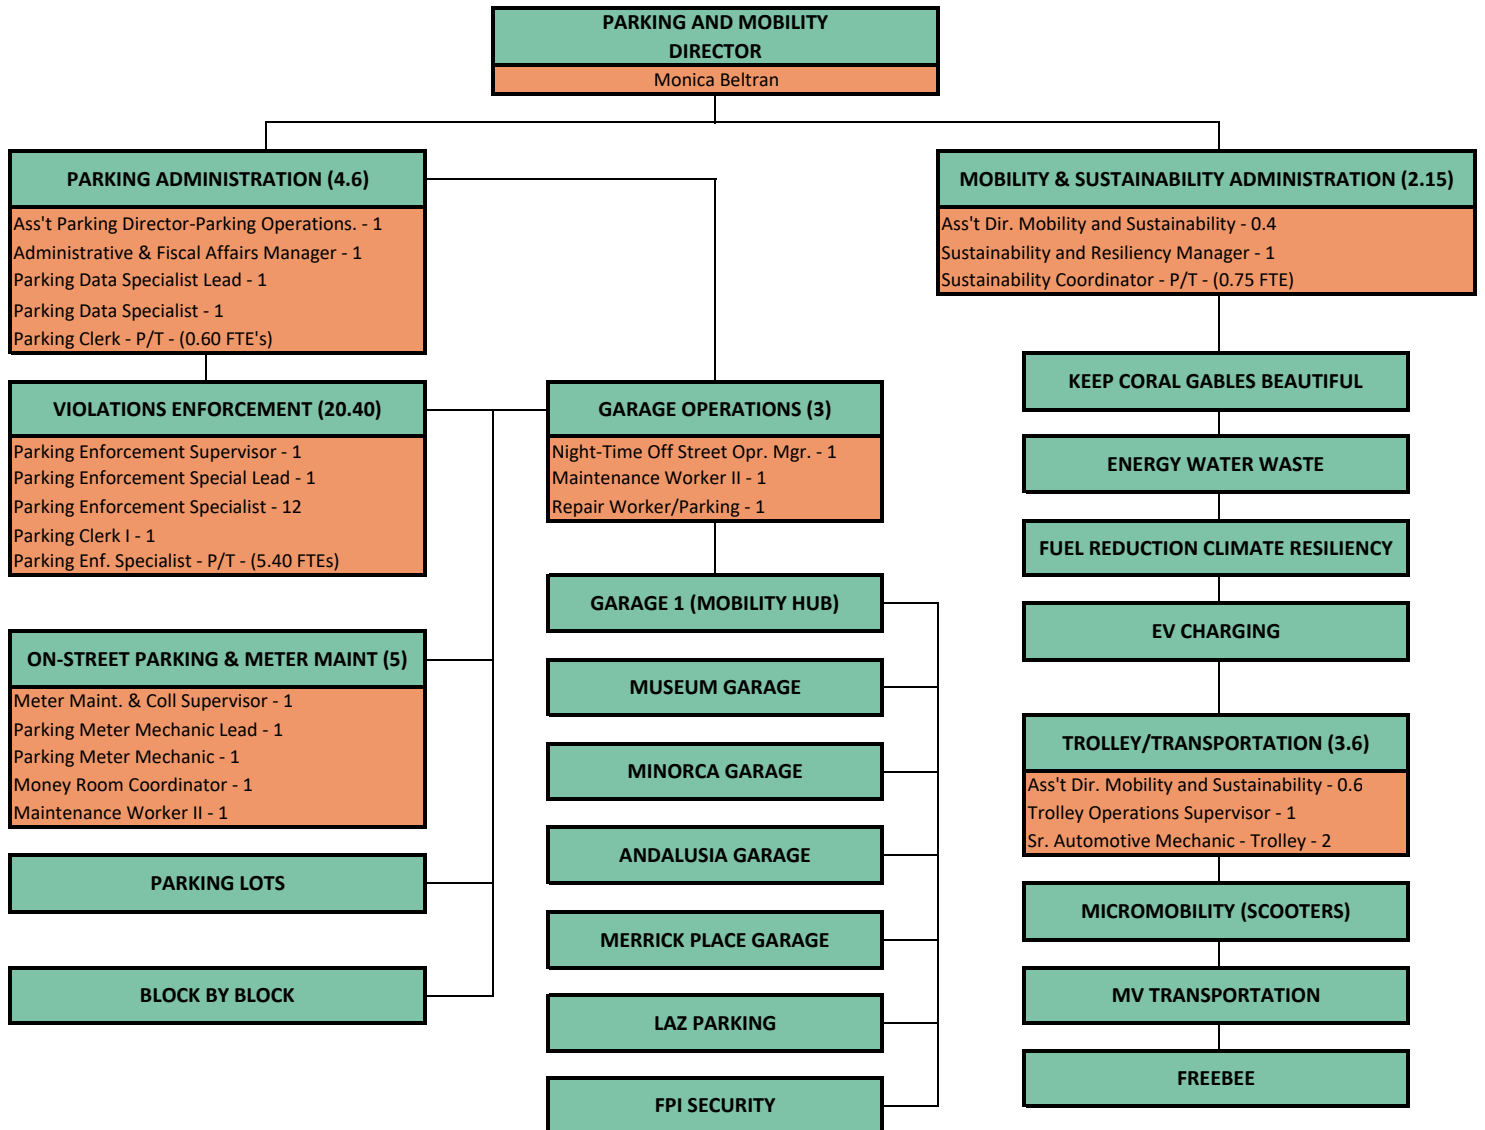 PARKING AND MOBILITY
DIRECTOR
Monica Beltran
PARKING ADMINISTRATION (4.6)
Ass't Parking Director-Parking Operations. - 1
Administrative & Fiscal Affairs Manager - 1
Parking Data Specialist Lead - 1
Parking Data Specialist - 1
Parking Clerk - P/T - (0.60 FTE's)
VIOLATIONS ENFORCEMENT (20.40)
Parking Enforcement Supervisor - 1
Parking Enforcement Special Lead - 1
Parking Enforcement Specialist - 12
Parking Clerk I - 1
Parking Enf. Specialist - P/T - (5.40 FTEs)
ON-STREET PARKING & METER MAINT (5)
Meter Maint. & Coll Supervisor - 1
Parking Meter Mechanic Lead - 1
Parking Meter Mechanic - 1
Money Room Coordinator - 1
Maintenance Worker II - 1
PARKING LOTS
BLOCK BY BLOCK
GARAGE OPERATIONS (3)
Night-Time Off Street Opr. Mgr. - 1
Maintenance Worker II - 1
Repair Worker/Parking - 1
GARAGE 1 (MOBILITY HUB)
MUSEUM GARAGE
MINORCA GARAGE
ANDALUSIA GARAGE
MERRICK PLACE GARAGE
LAZ PARKING
FPI SECURITY
MOBILITY & SUSTAINABILITY ADMINISTRATION (2.15)
Ass't Dir. Mobility and Sustainability - 0.4
Sustainability and Resiliency Manager - 1
Sustainability Coordinator - P/T - (0.75 FTE)
KEEP CORAL GABLES BEAUTIFUL
ENERGY WATER WASTE
FUEL REDUCTION CLIMATE RESILIENCY
EV CHARGING
TROLLEY/TRANSPORTATION (3.6)
Ass't Dir. Mobility and Sustainability - 0.6
Trolley Operations Supervisor - 1
Sr. Automotive Mechanic - Trolley - 2
MICROMOBILITY (SCOOTERS)
MV TRANSPORTATION
FREEBEE